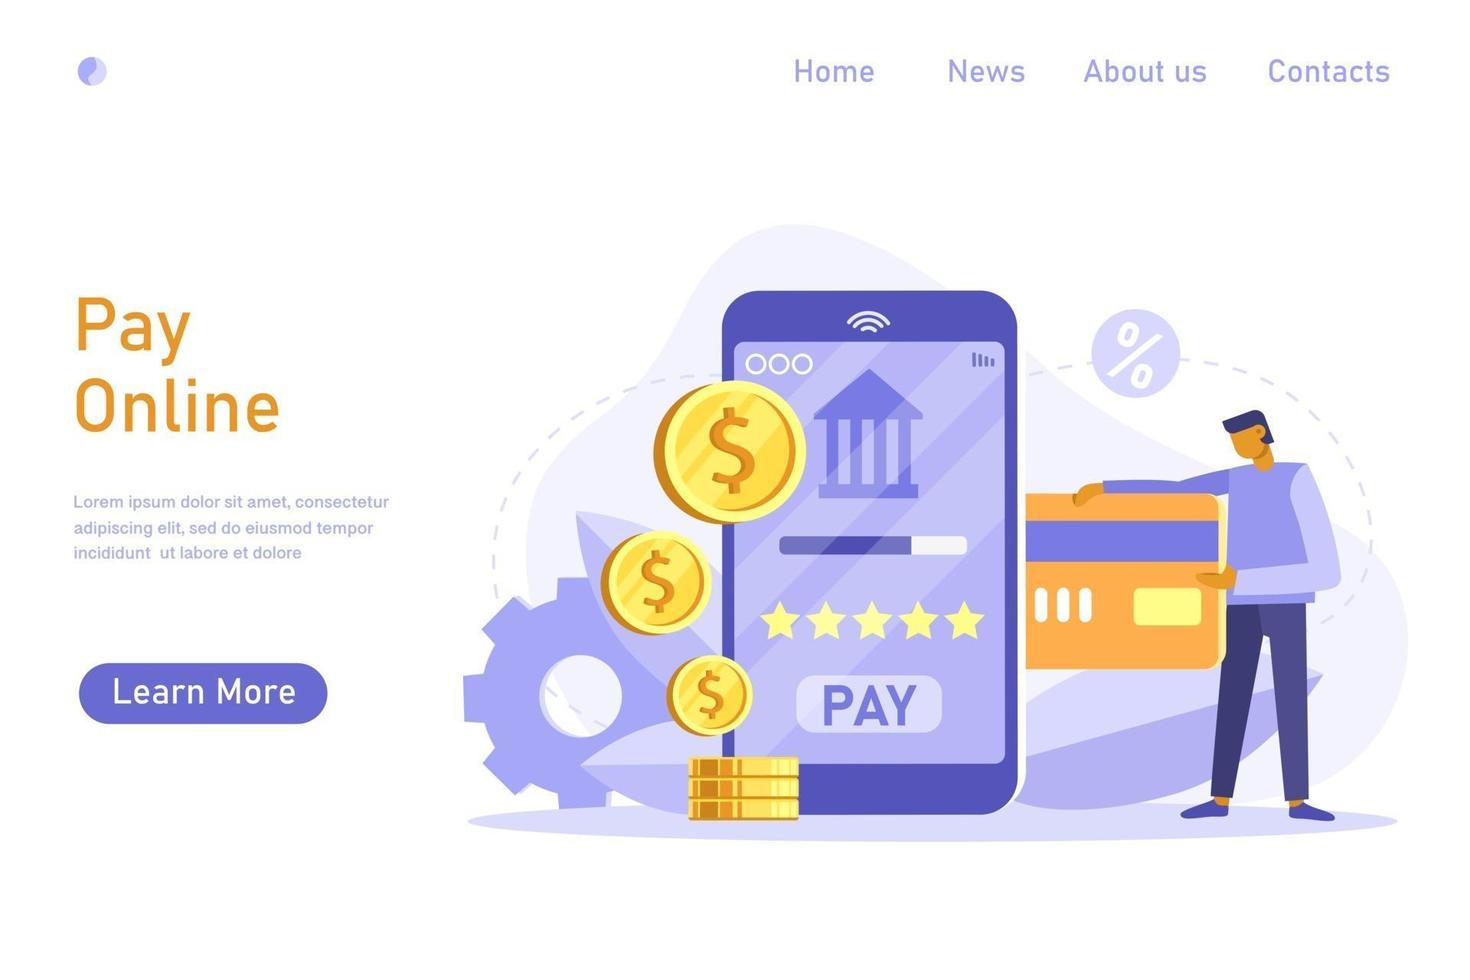 Home News About us Contacts
Pay
Online
Lorem ipsum dolor sit amet, consectetur
adipiscing elit, sed do eiusmod tempor
incididunt ut labore et dolore
Learn More
%
$
$
$
PAY